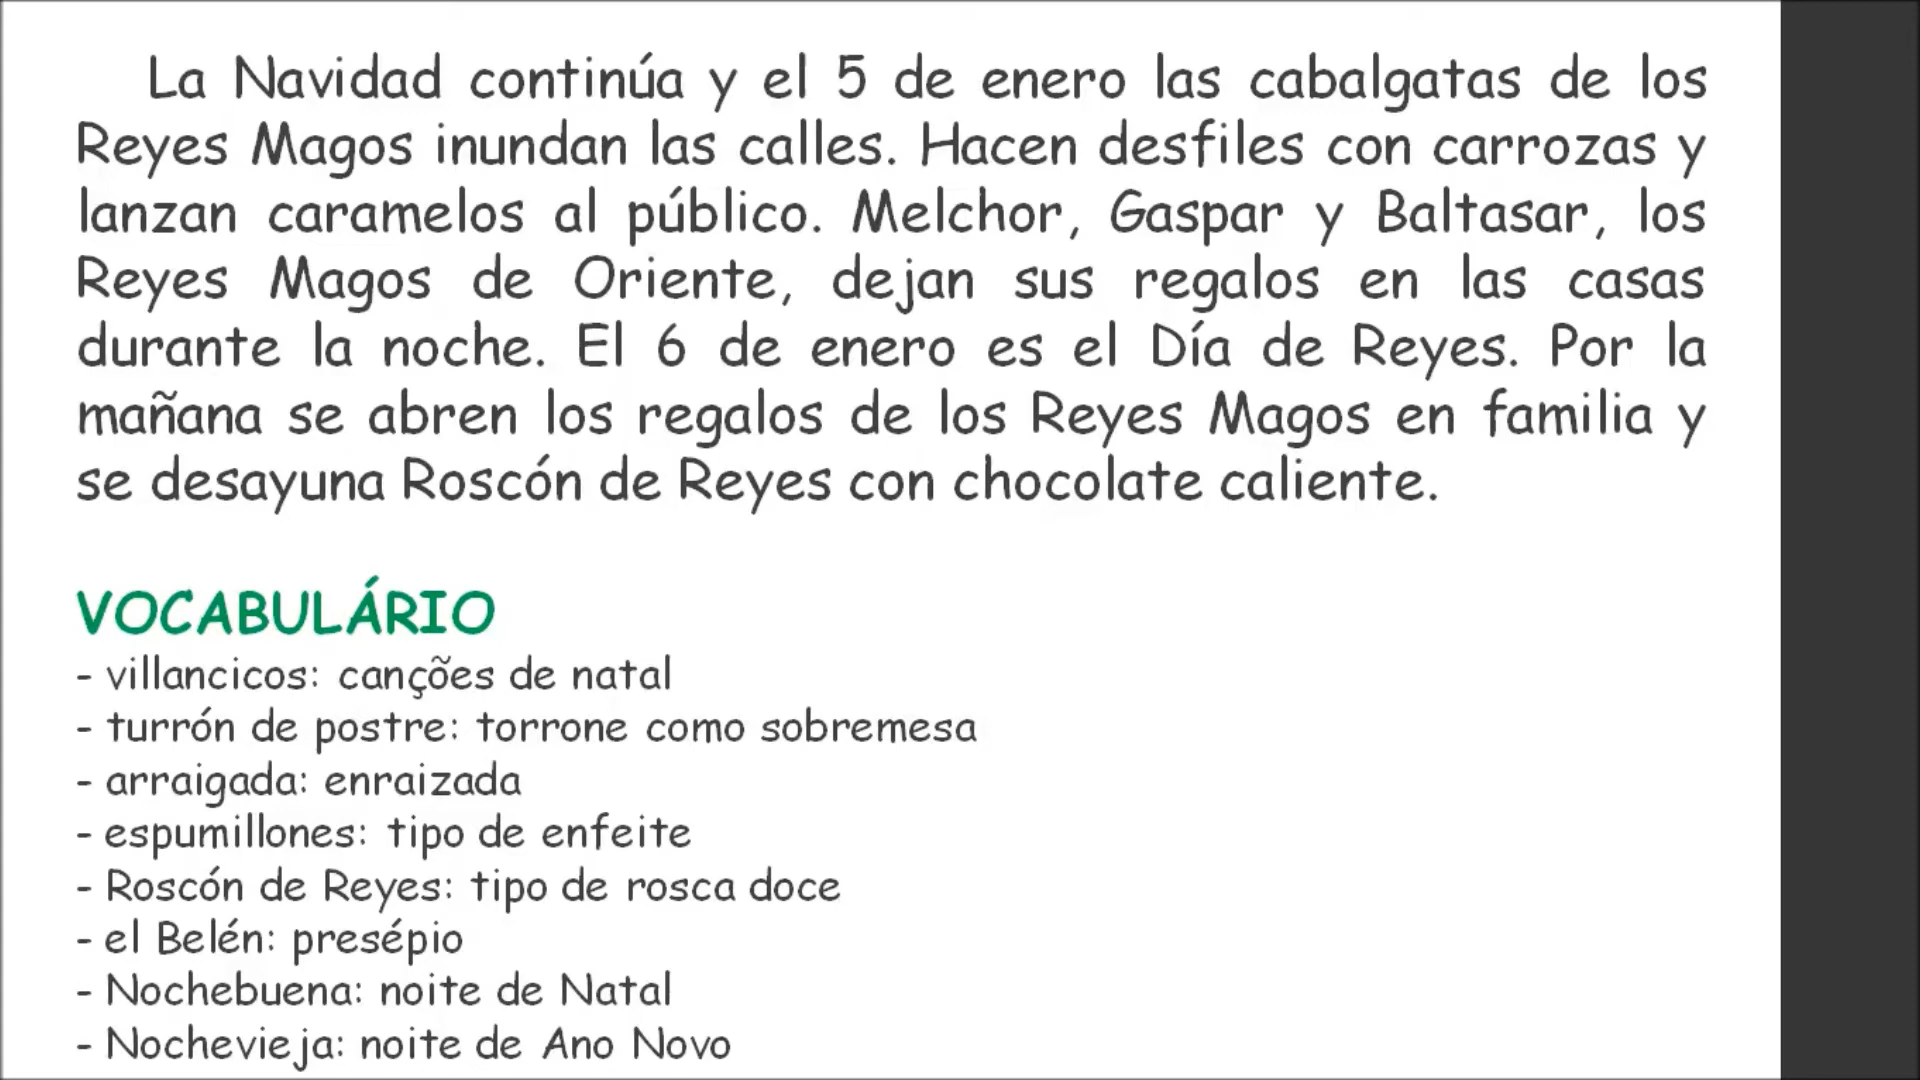 La Navidad continúa y el 5 de enero las cabalgatas de los
Reyes Magos inundan las calles. Hacen desfiles con carrozas y
lanzan caramelos al público. Melchor, Gaspar y Baltasar, los
Reyes Magos de Oriente, dejan sus regalos en las casas
durante la noche. El 6 de enero es el Día de Reyes. Por la
mañana se abren los regalos de los Reyes Magos en familia y
se desayuna Roscón de Reyes con chocolate caliente.
VOCABULÁRIO
- villancicos: canções de natal
- turrón de postre: torrone como sobremesa
- arraigada: enraizada
- espumillones: tipo de enfeite
- Roscón de Reyes: tipo de rosca doce
- el Belén: presépio
- Nochebuena: noite de Natal
- Nochevieja: noite de Ano Novo